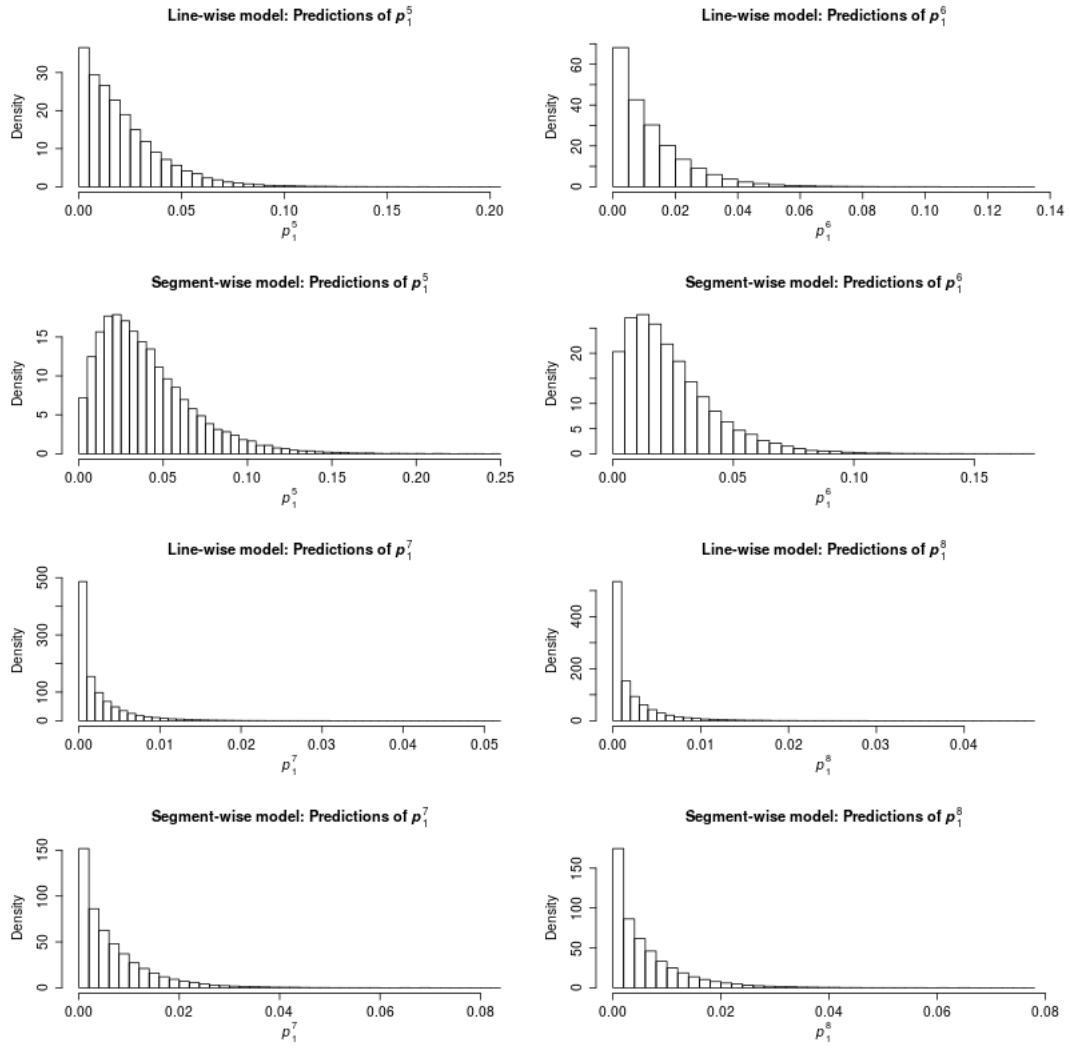 Line-wise model: Predictions of p₁⁵
Density
0 10 20 30
0.00 0.05 0.10 0.15 0.20
p₁⁵
Line-wise model: Predictions of p₁⁶
Density
0 20 40 60
0.00 0.02 0.04 0.06 0.08 0.10 0.12 0.14
p₁⁶
Segment-wise model: Predictions of p₁⁵
Density
0 5 10 15
0.00 0.05 0.10 0.15 0.20 0.25
p₁⁵
Segment-wise model: Predictions of p₁⁶
Density
0 5 10 20
0.00 0.05 0.10 0.15
p₁⁶
Line-wise model: Predictions of p₁⁷
Density
0 100 300 500
0.00 0.01 0.02 0.03 0.04 0.05
p₁⁷
Line-wise model: Predictions of p₁⁸
Density
0 200 400
0.00 0.01 0.02 0.03 0.04
p₁⁸
Segment-wise model: Predictions of p₁⁷
Density
0 50 100 150
0.00 0.02 0.04 0.06 0.08
p₁⁷
Segment-wise model: Predictions of p₁⁸
Density
0 50 100 150
0.00 0.02 0.04 0.06 0.08
p₁⁸